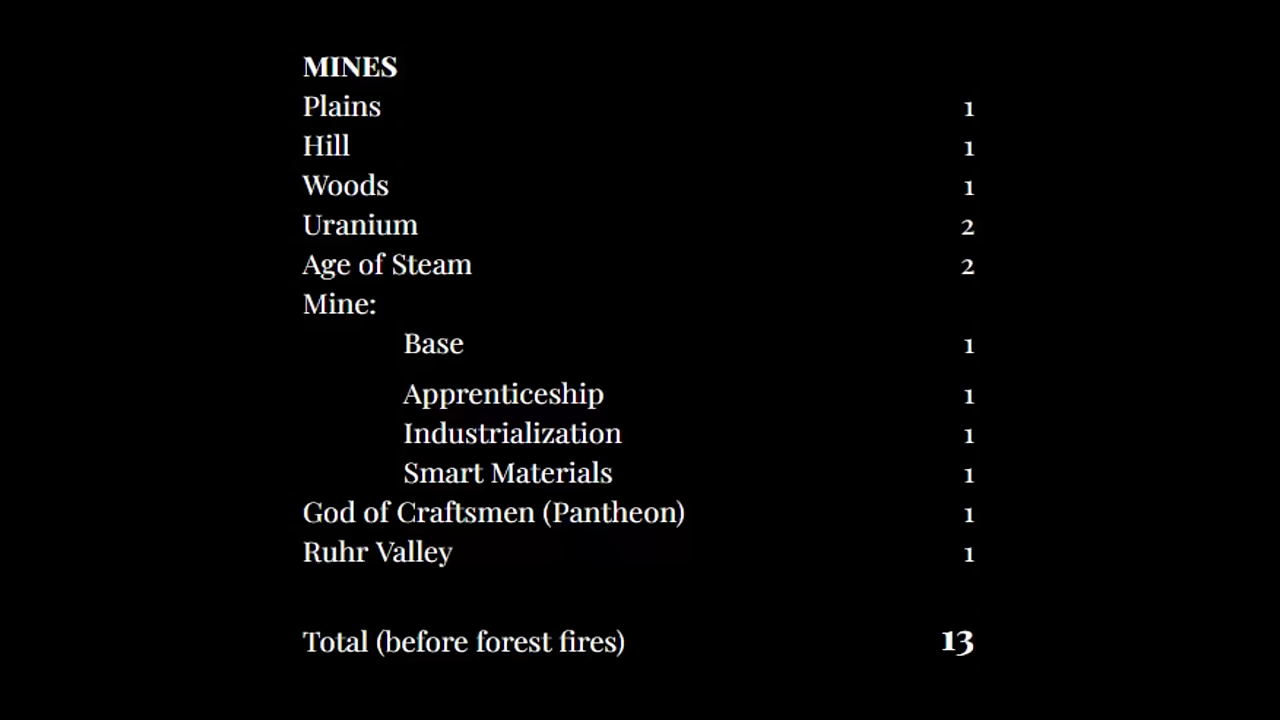 MINES
Plains 1
Hill 1
Woods 1
Uranium 2
Age of Steam 2
Mine:
Base 1
Apprenticeship 1
Industrialization 1
Smart Materials 1
God of Craftsmen (Pantheon) 1
Ruhr Valley 1
Total (before forest fires) 13